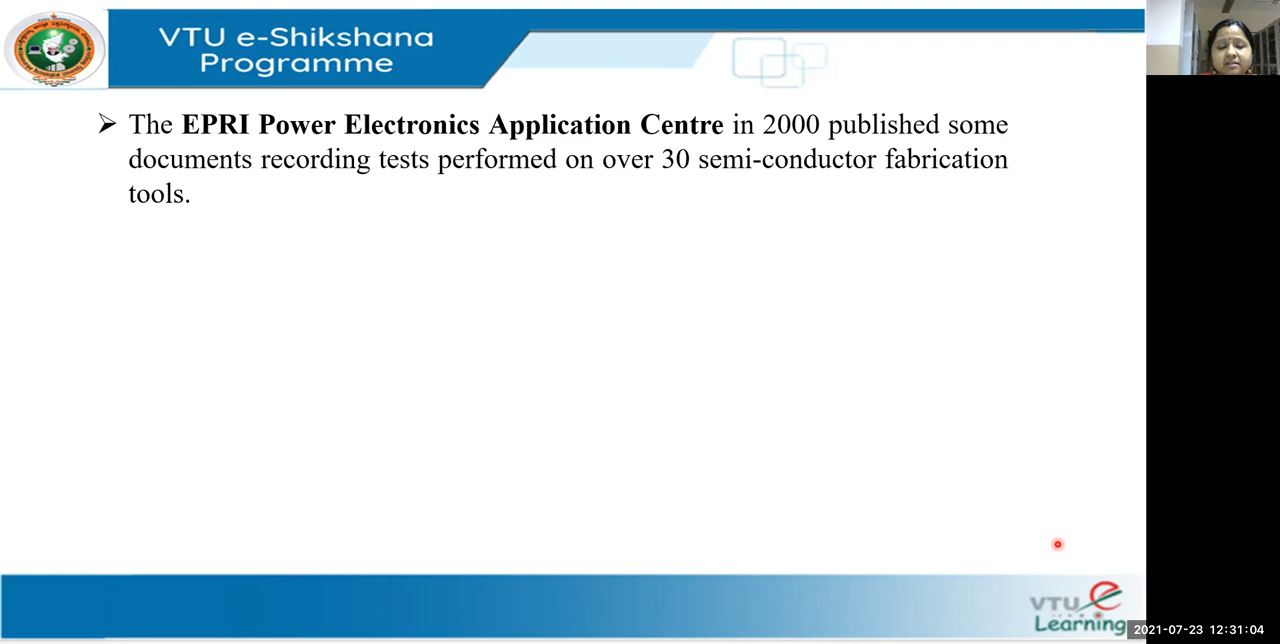 VTU e-Shikshana
Programme
➢ The EPRI Power Electronics Application Centre in 2000 published some
documents recording tests performed on over 30 semi-conductor fabrication
tools.
VTU e
Learning
2021-07-23 12:31:04